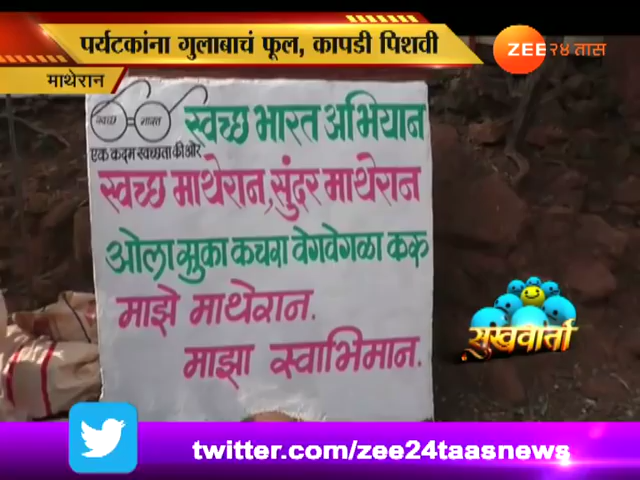 पर्यटकांना गुलाबाचं फूल, कापडी पिशवी
माथेरान
ZEE २४ तास
स्वच्छ भारत
एक कदम स्वच्छता की ओर
स्वच्छ भारत अभियान
स्वच्छ माथेरान, सुंदर माथेरान
ओला सुका कचरा वेगवेगळा करू
माझे माथेरान.
माझा स्वाभिमान.
सुखवार्ता
twitter.com/zee24taasnews